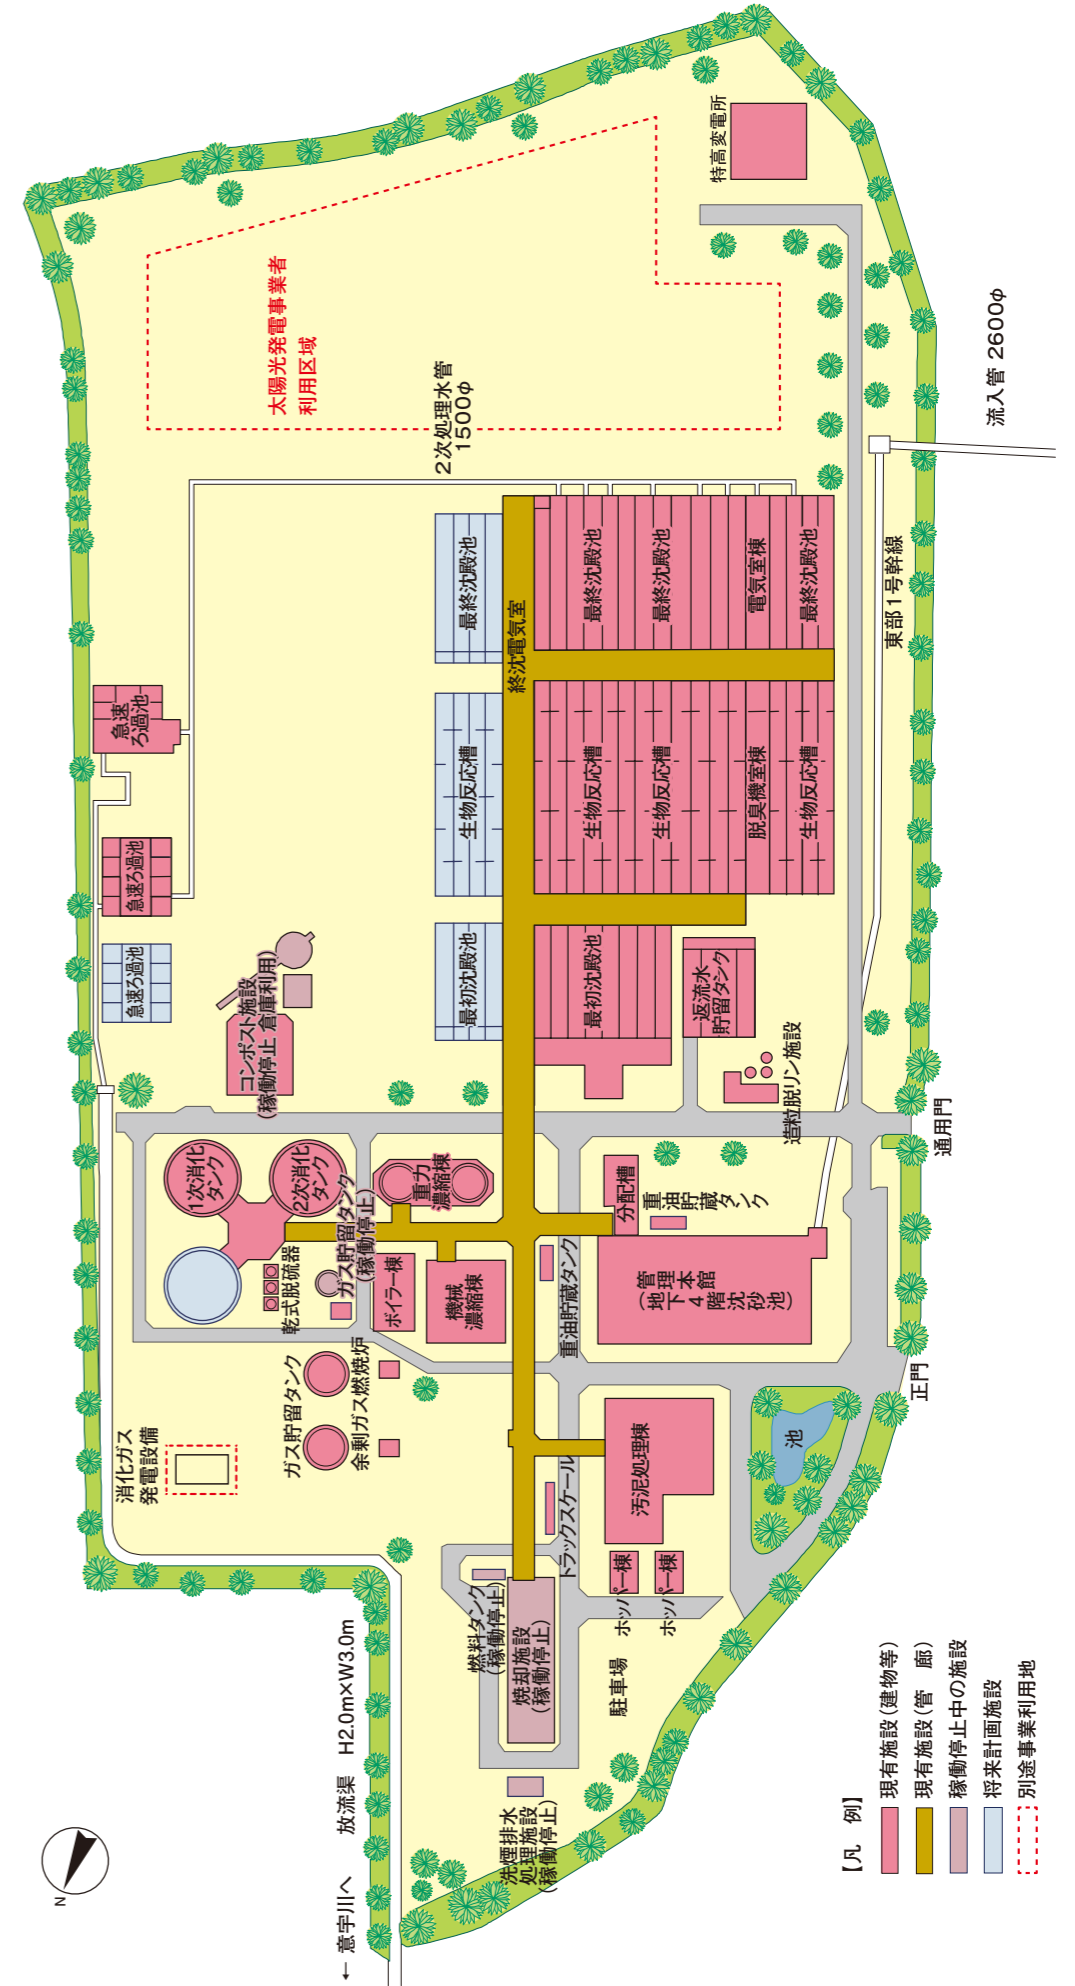 特高変電所
太陽光発電事業者
利用区域
2次処理水管
1500φ
流入管 2600φ
東部1号幹線
急速
ろ過池
急速ろ過池
急速ろ過池
最終沈殿池
終沈電気室
最終沈殿池
最終沈殿池
電気室棟
最終沈殿池
生物反応槽
生物反応槽
生物反応槽
脱臭機室棟
生物反応槽
最初沈殿池
最初沈殿池
返流水
貯留タンク
造粒脱リン施設
コンポスト施設
(稼働停止 倉庫利用)
通用門
1次消化
タンク
2次消化
タンク
重力
濃縮棟
ガス貯留タンク
(稼働停止)
乾式脱硫器
ボイラー棟
機械
濃縮棟
分配槽
重油
貯蔵
タンク
重油貯蔵タンク
管理本館
(地下4階沈砂池)
正門
ガス貯留タンク
余剰ガス燃焼炉
消化ガス
発電設備
池
汚泥処理棟
トラックスケール
ホッパー棟
ホッパー棟
燃料タンク
(稼働停止)
焼却施設
(稼働停止)
駐車場
洗煙排水
処理施設
(稼働停止)
← 意宇川へ 放流渠 H2.0m×W3.0m
N
【凡 例】
現有施設(建物等)
現有施設(管 廊)
稼働停止中の施設
将来計画施設
別途事業利用地